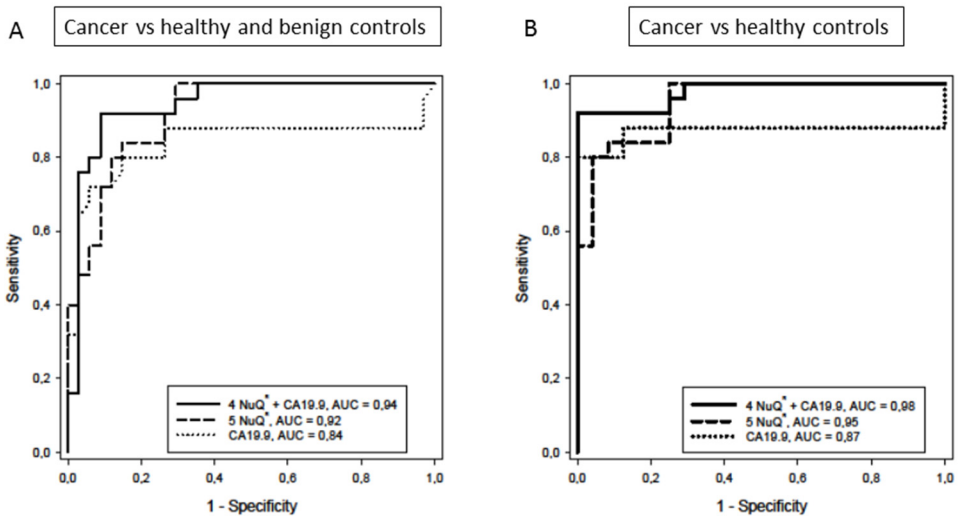 A
Cancer vs healthy and benign controls
1,0
0,8
0,6
0,4
0,2
0,0
Sensitivity
4 NuQ* + CA19.9, AUC = 0,94
5 NuQ*, AUC = 0,92
CA19.9, AUC = 0,84
0,0 0,2 0,4 0,6 0,8 1,0
1 - Specificity
B
Cancer vs healthy controls
1,0
0,8
0,6
0,4
0,2
0,0
Sensitivity
4 NuQ* + CA19.9, AUC = 0,98
5 NuQ*, AUC = 0,95
CA19.9, AUC = 0,87
0,0 0,2 0,4 0,6 0,8 1,0
1 - Specificity